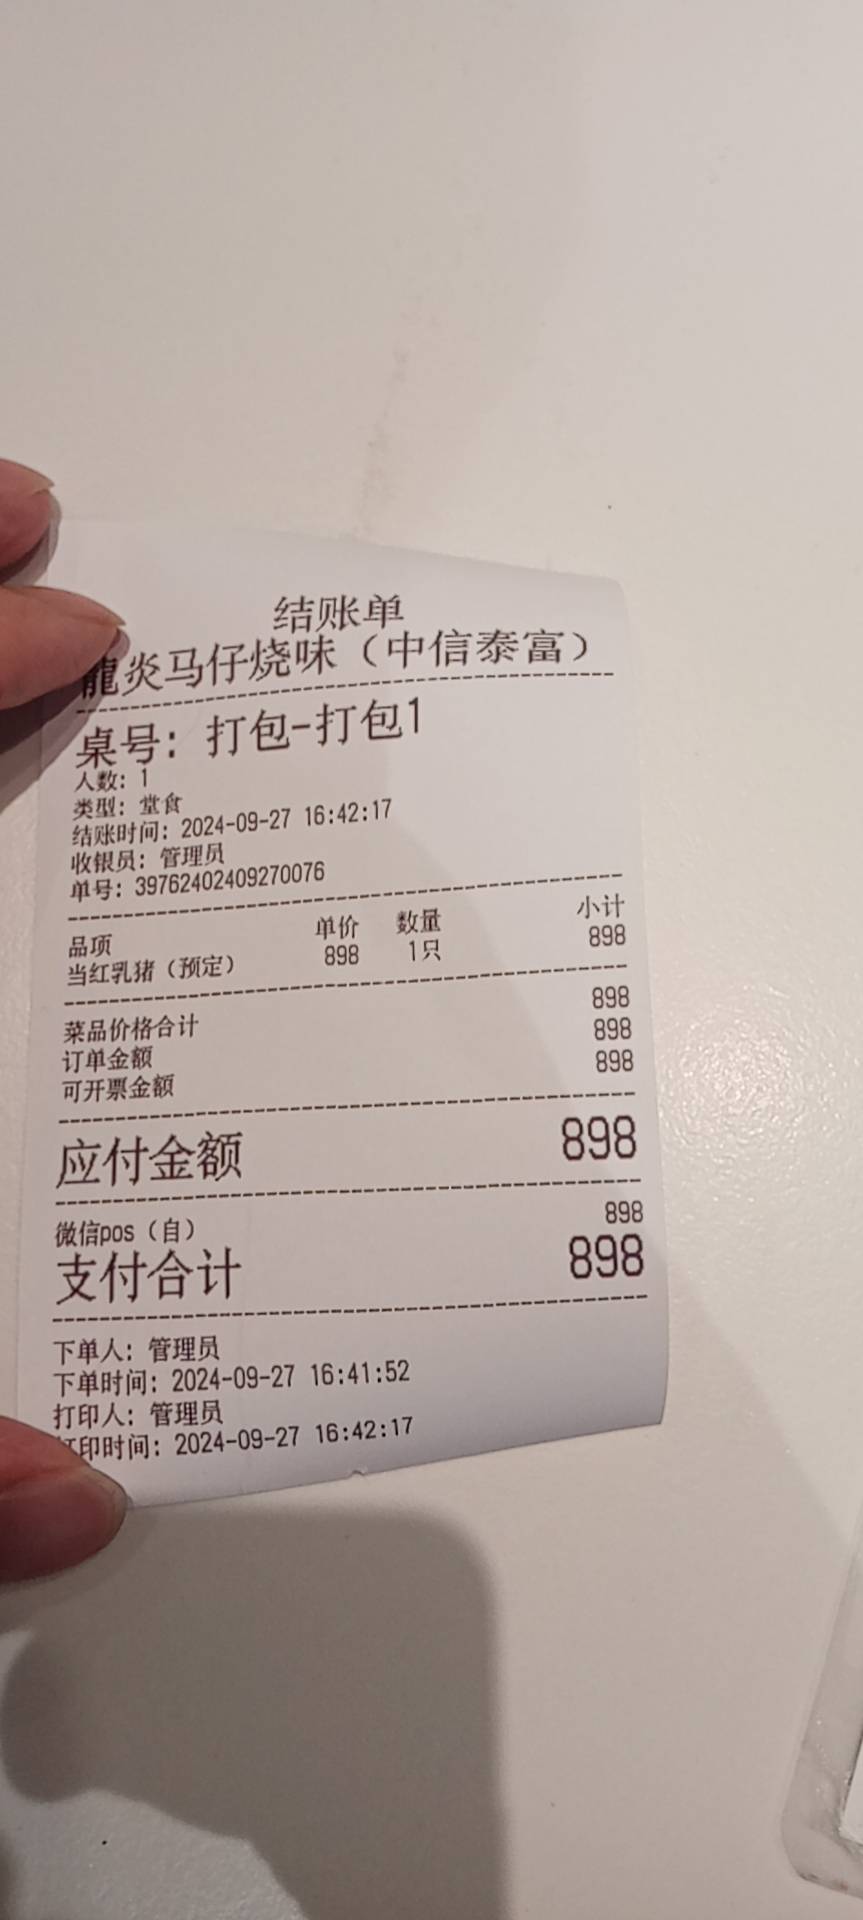 结账单
龍炎马仔烧味（中信泰富）
桌号：打包-打包1
人数：1
类型：堂食
结账时间：2024-09-27 16:42:17
收银员：管理员
单号：39762402409270076
品项 单价 数量 小计
当红乳猪（预定） 898 1只 898
菜品价格合计 898
订单金额 898
可开票金额 898
应付金额 898
微信pos（自） 898
支付合计 898
下单人：管理员
下单时间：2024-09-27 16:41:52
打印人：管理员
打印时间：2024-09-27 16:42:17